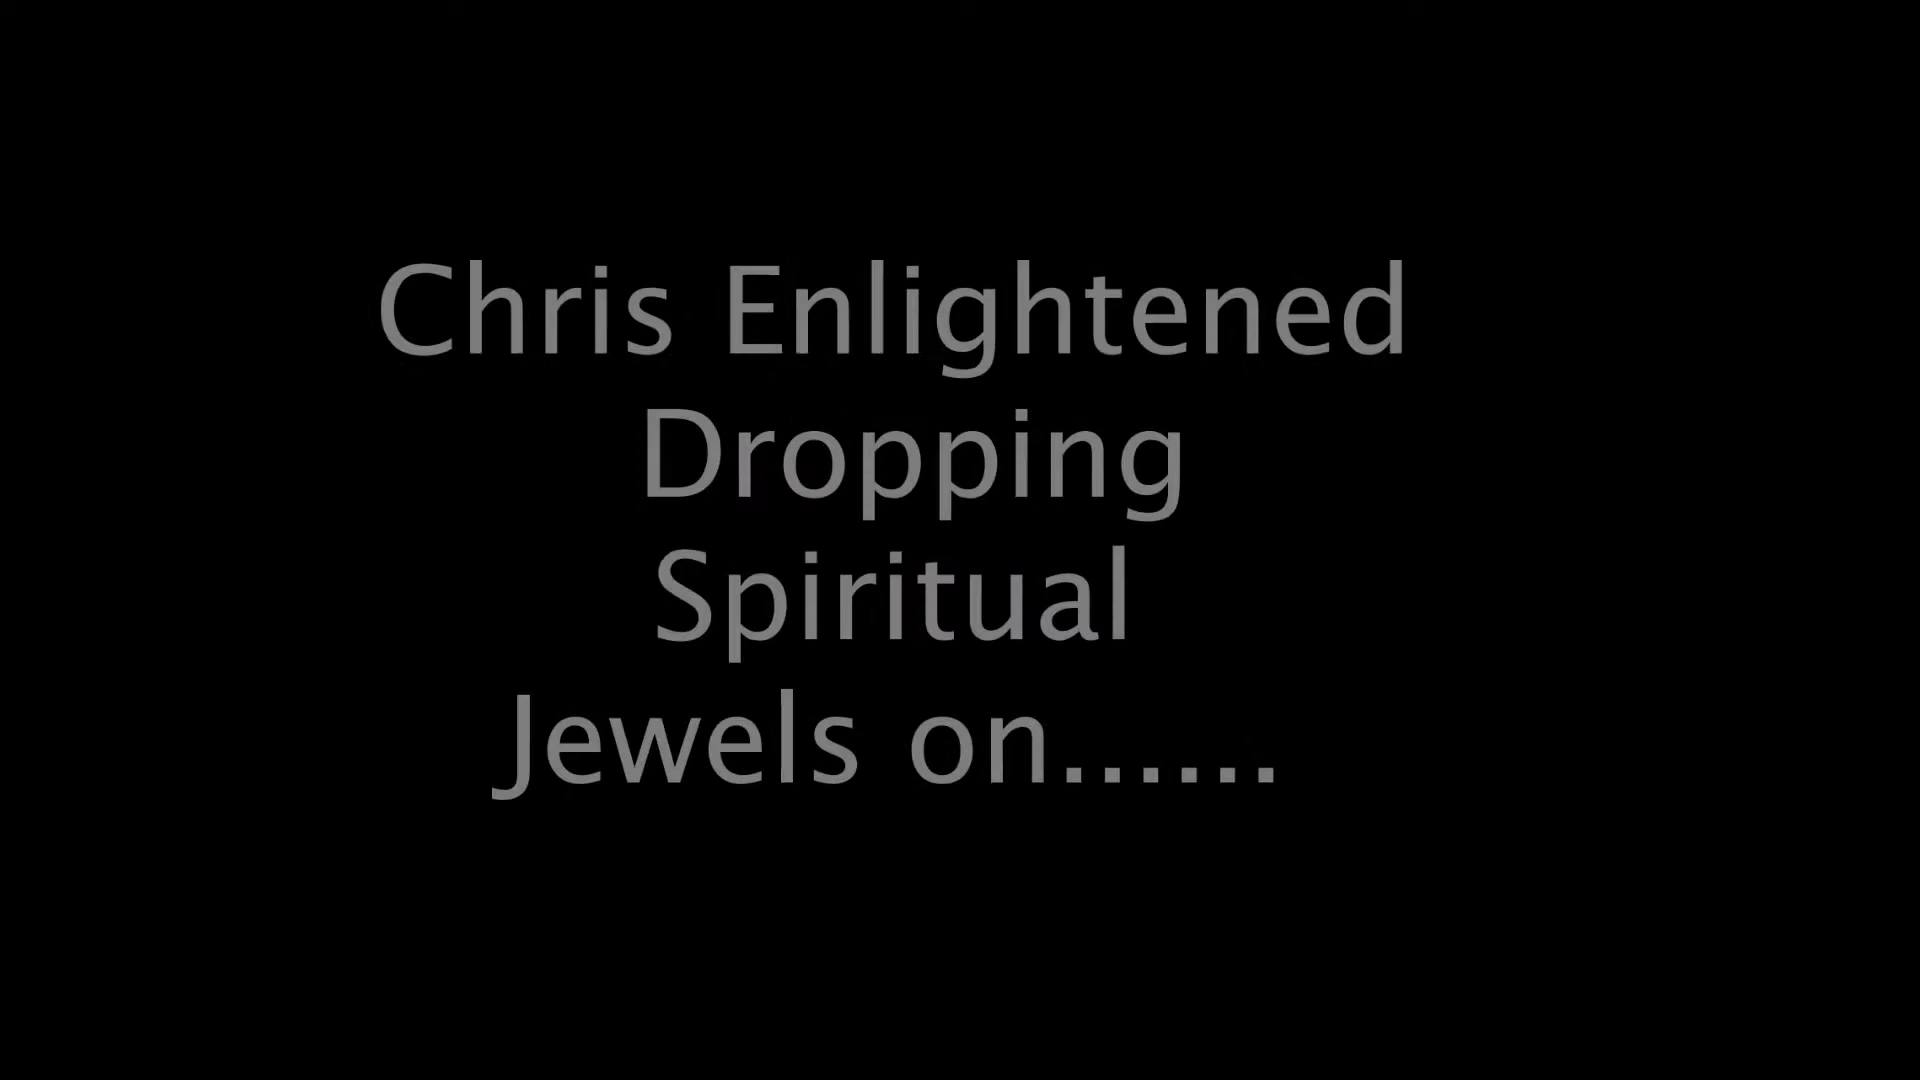 Chris Enlightened
Dropping
Spiritual
Jewels on......